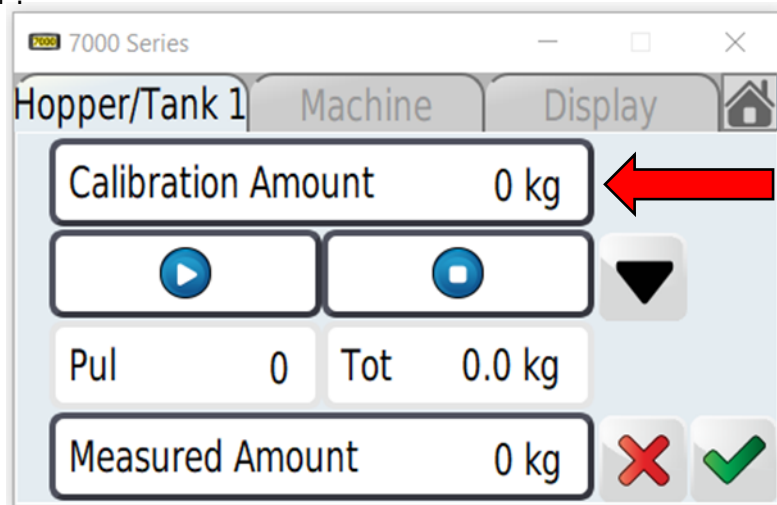 7000 7000 Series
Hopper/Tank 1 Machine Display
Calibration Amount 0 kg
Pul 0 Tot 0.0 kg
Measured Amount 0 kg